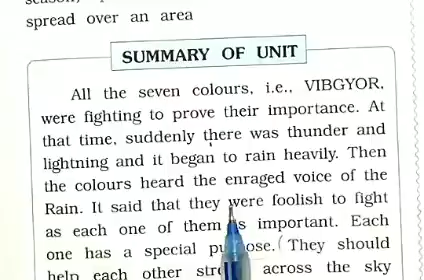 spread over an area
SUMMARY OF UNIT
All the seven colours, i.e., VIBGYOR,
were fighting to prove their importance. At
that time, suddenly there was thunder and
lightning and it began to rain heavily. Then
the colours heard the enraged voice of the
Rain. It said that they were foolish to fight
as each one of them is important. Each
one has a special purpose. They should
help each other across the sky